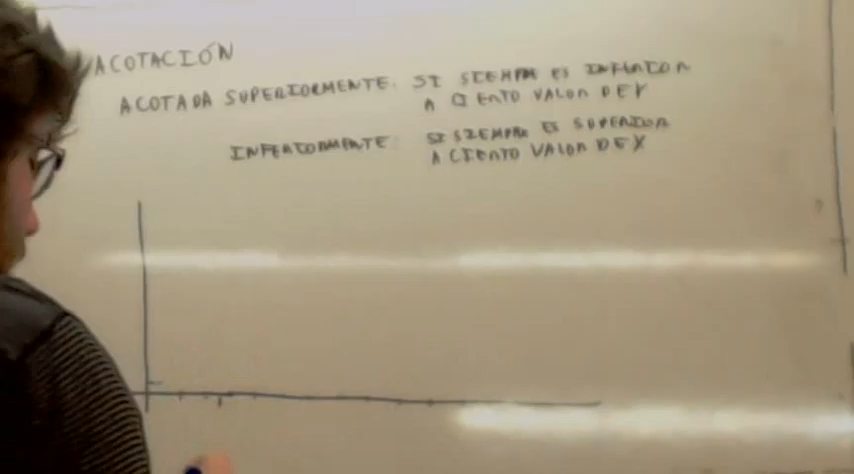 ACOTACIÓN
ACOTADA SUPERIORMENTE: SI SIEMPRE ES INFERIOR
A CIERTO VALOR DE Y
INFERIORMENTE: SI SIEMPRE ES SUPERIOR
A CIERTO VALOR DE Y